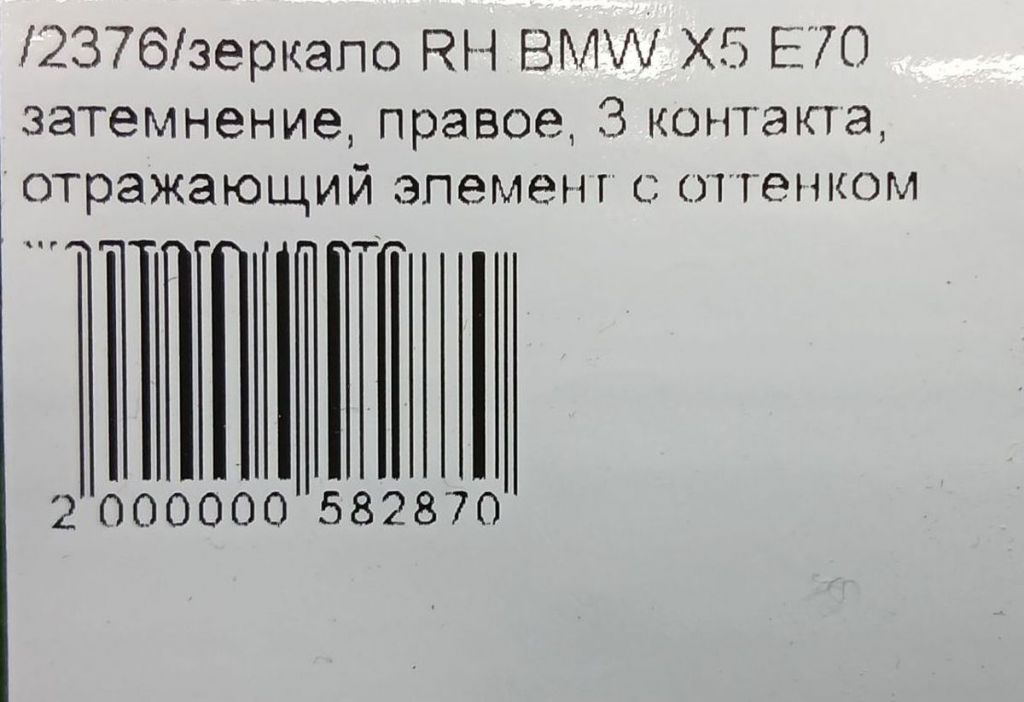 /2376/зеркало RH BMW X5 E70
затемнение, правое, 3 контакта,
отражающий элемент с оттенком
2 000000 582870